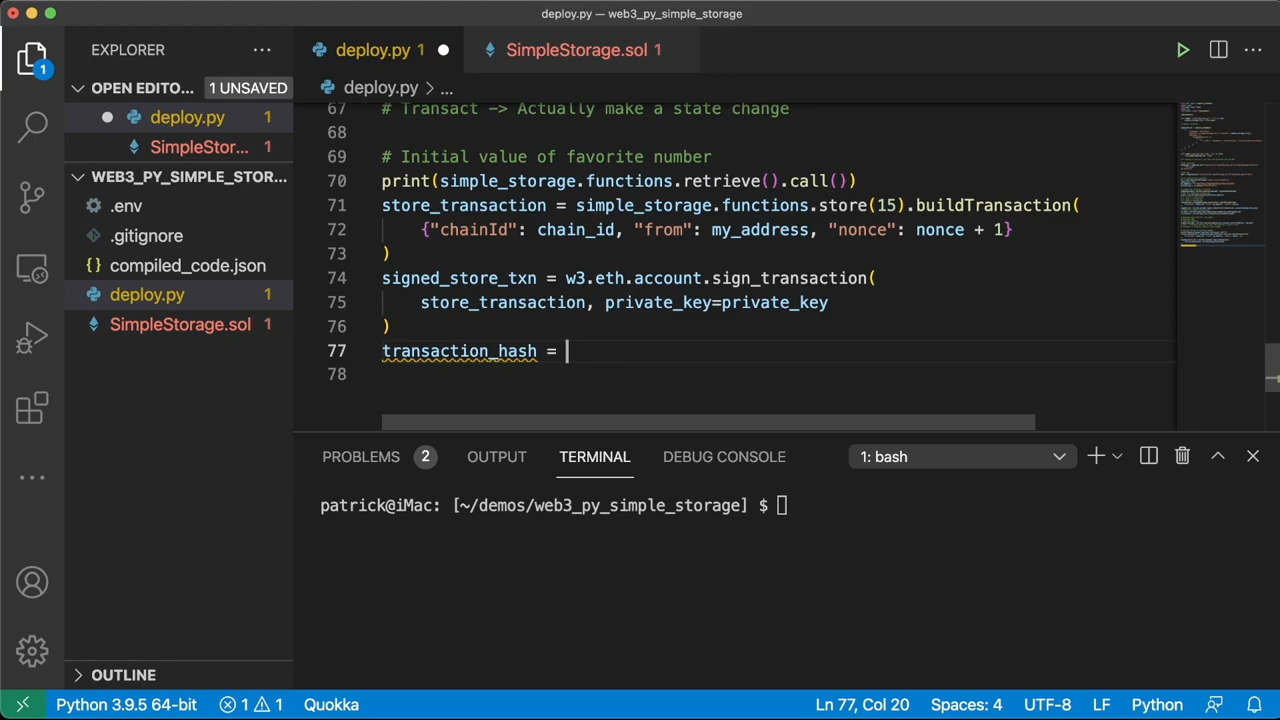 deploy.py — web3_py_simple_storage
EXPLORER
deploy.py 1
SimpleStorage.sol 1
OPEN EDITO... 1 UNSAVED
deploy.py > ...
deploy.py 1
SimpleStor... 1
WEB3_PY_SIMPLE_STOR...
.env
.gitignore
compiled_code.json
deploy.py 1
SimpleStorage.sol 1
OUTLINE
1
67 # Transact -> Actually make a state change
68
69 # Initial value of favorite number
70 print(simple_storage.functions.retrieve().call())
71 store_transaction = simple_storage.functions.store(15).buildTransaction(
72 {"chainId": chain_id, "from": my_address, "nonce": nonce + 1}
73 )
74 signed_store_txn = w3.eth.account.sign_transaction(
75 store_transaction, private_key=private_key
76 )
77 transaction_hash =
78
PROBLEMS 2 OUTPUT TERMINAL DEBUG CONSOLE 1: bash
patrick@iMac: [~/demos/web3_py_simple_storage] $
Python 3.9.5 64-bit 1 1 Quokka Ln 77, Col 20 Spaces: 4 UTF-8 LF Python